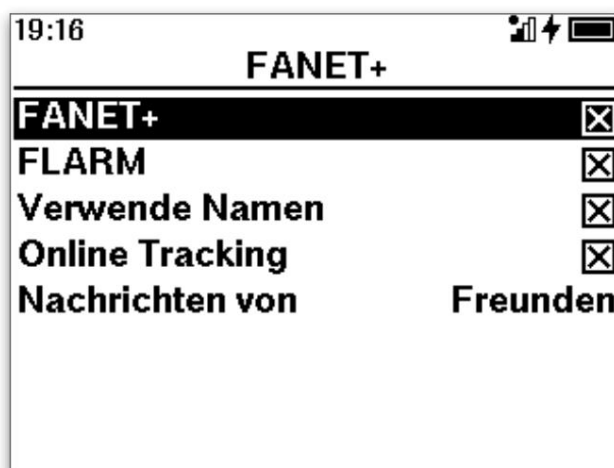 19:16
FANET+
FANET+
FLARM
Verwende Namen
Online Tracking
Nachrichten von Freunden